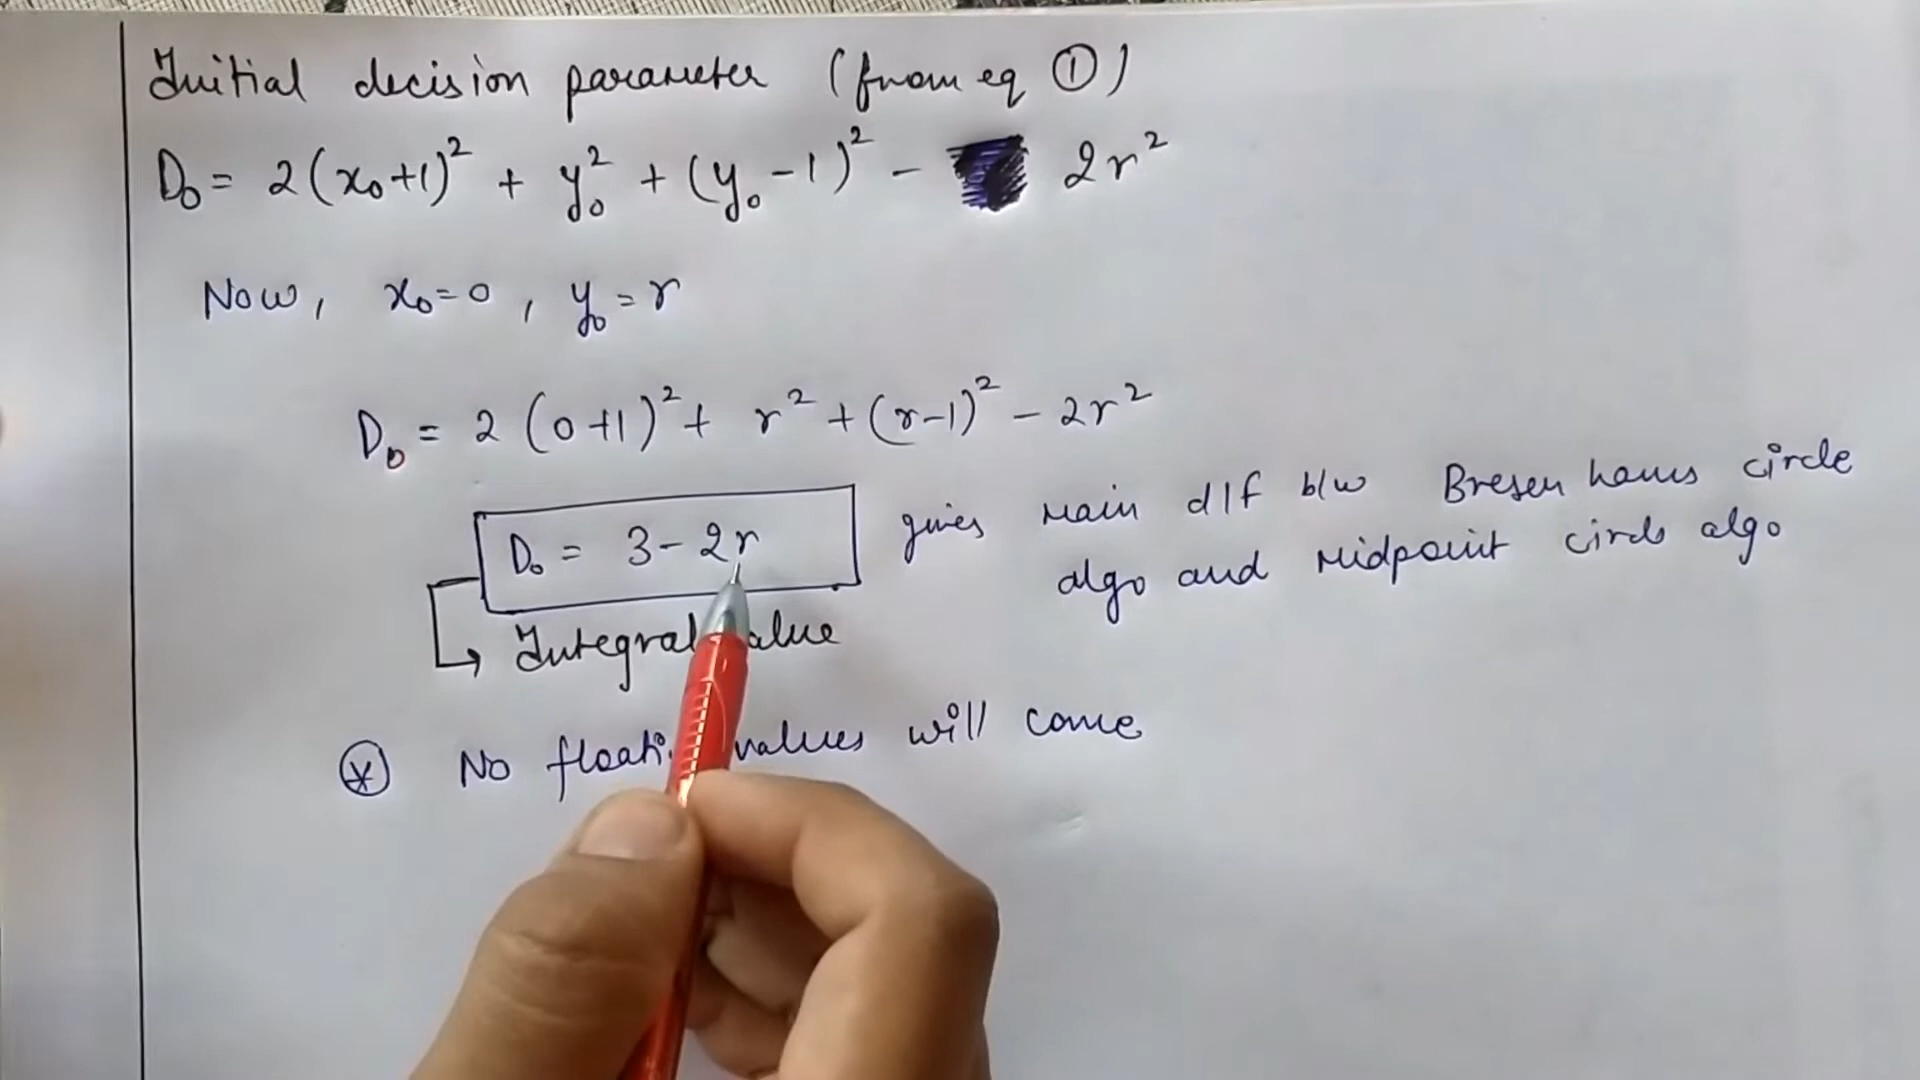 Initial decision parameter (from eq ①)
D₀ = 2(x₀+1)² + y₀² + (y₀-1)² - 2r²
Now, x₀=0, y₀=r
D₀ = 2(0+1)² + r² + (r-1)² - 2r²
D₀ = 3-2r gives main d/f b/w Bresenhams circle
algo and midpoint circle algo
↳ Integral
No values will come